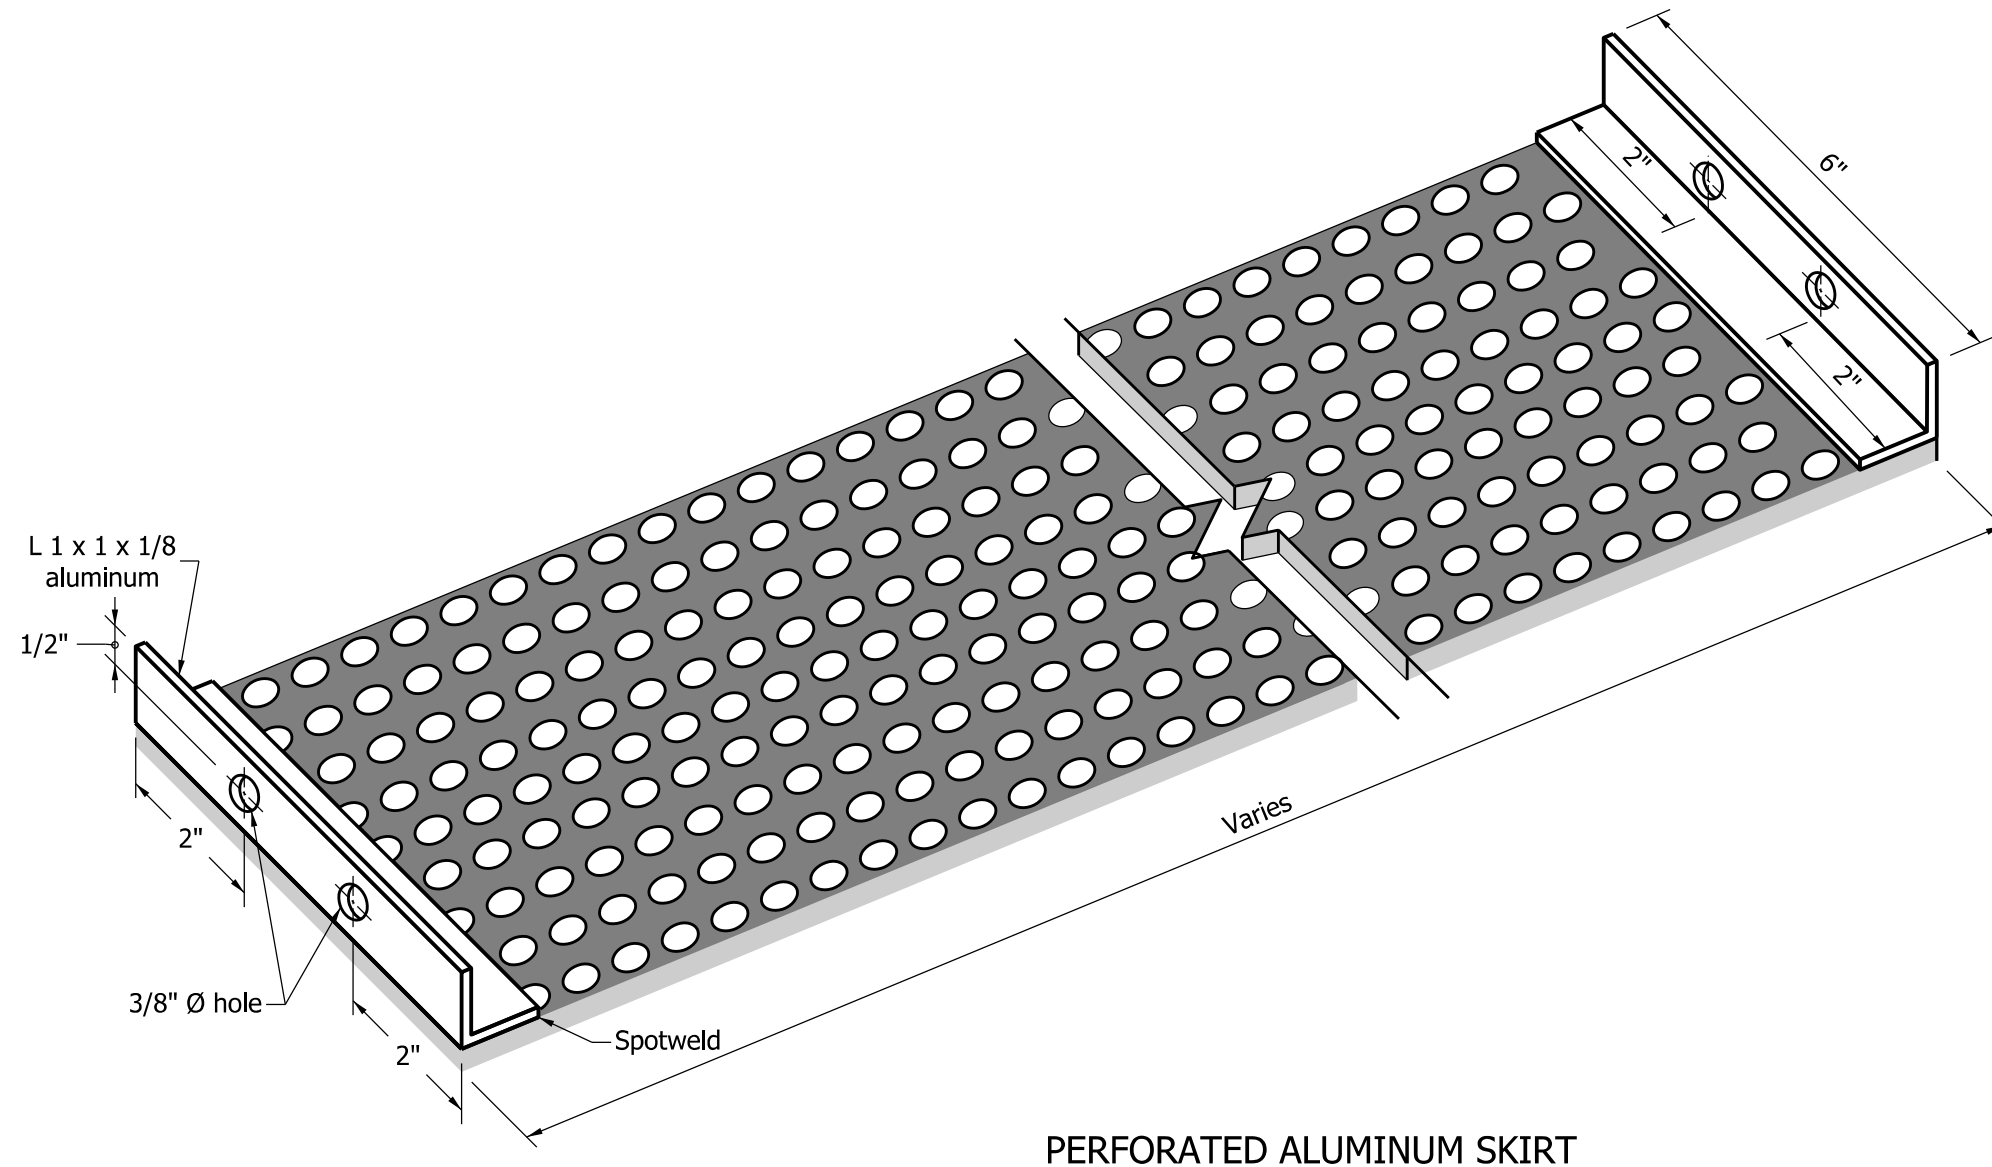 6"
2"
2"
L 1 x 1 x 1/8
aluminum
1/2"
Varies
2"
3/8" Ø hole
2"
Spotweld
PERFORATED ALUMINUM SKIRT